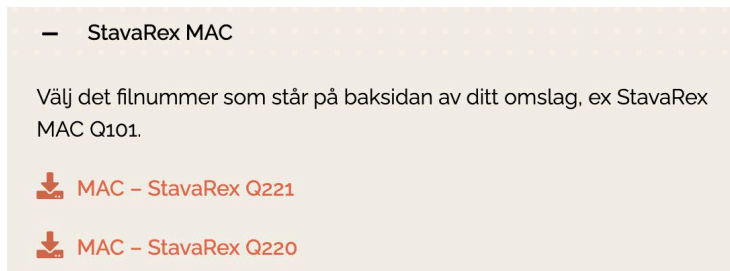 StavaRex MAC
Välj det filnummer som står på baksidan av ditt omslag, ex StavaRex
MAC Q101.
MAC – StavaRex Q221
MAC – StavaRex Q220